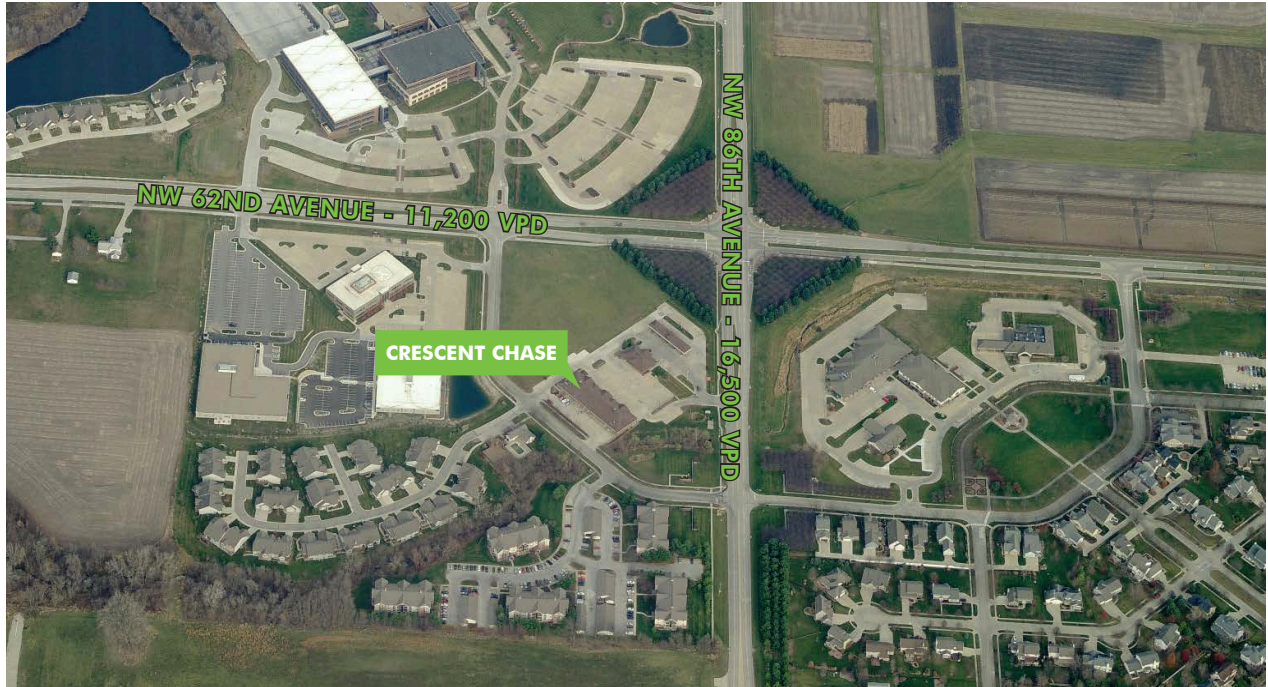 NW 62ND AVENUE - 11,200 VPD
NW 86TH AVENUE - 16,500 VPD
CRESCENT CHASE